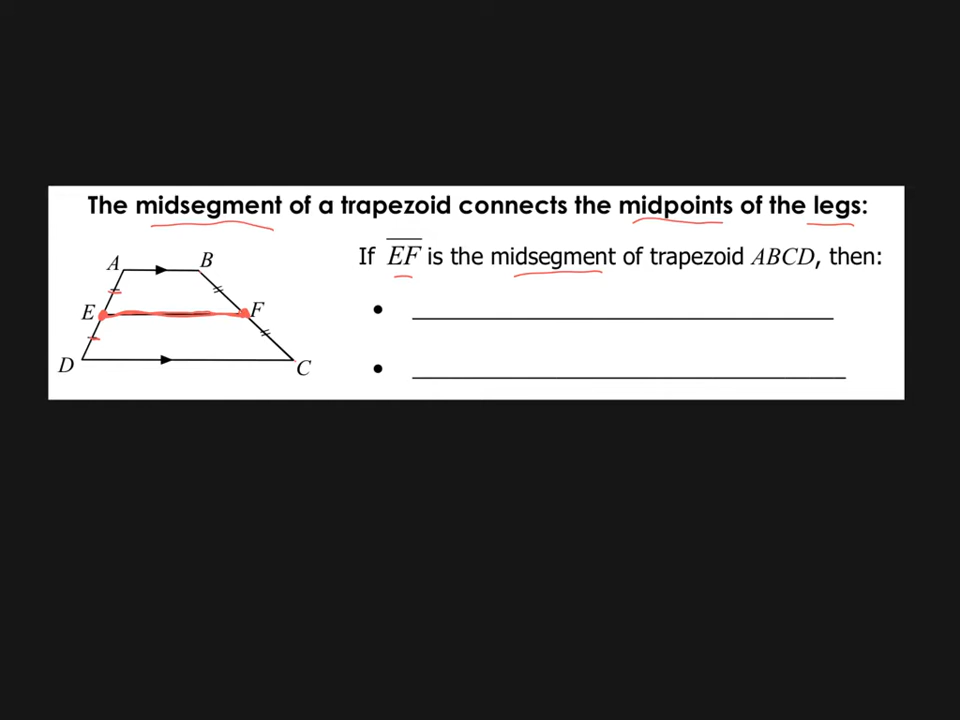 The midsegment of a trapezoid connects the midpoints of the legs:
A B
If EF is the midsegment of trapezoid ABCD, then:
E F
D C